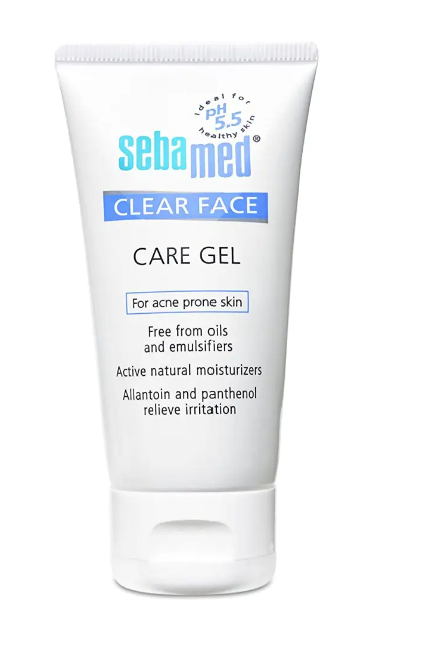 ideal for
pH
5.5
healthy skin
sebamed®
CLEAR FACE
CARE GEL
For acne prone skin
Free from oils
and emulsifiers
Active natural moisturizers
Allantoin and panthenol
relieve irritation